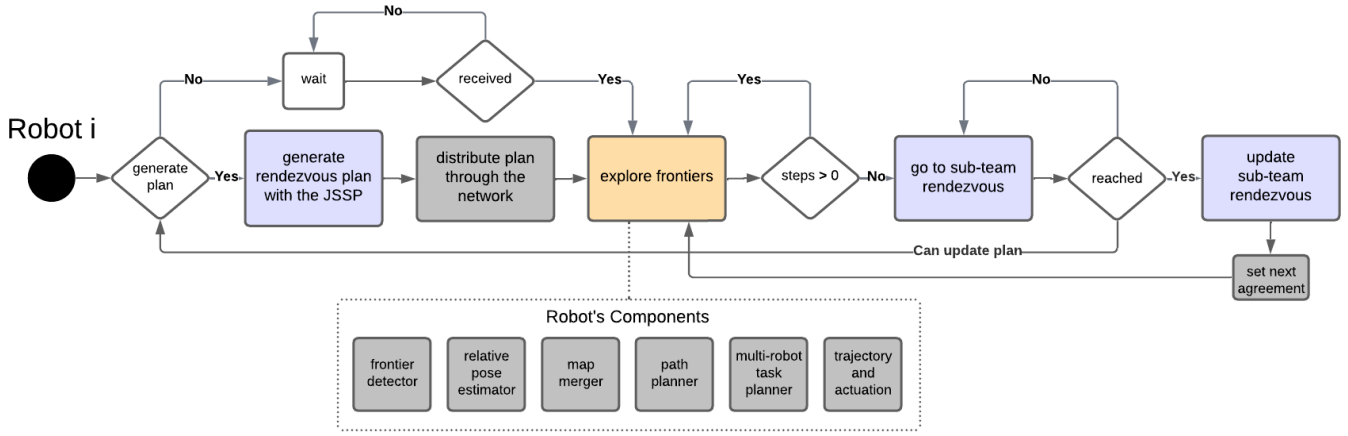 No
No
wait
received
Yes
Yes
No
Robot i
generate
plan
Yes
generate
rendezvous plan
with the JSSP
distribute plan
through the
network
explore frontiers
steps > 0
No
go to sub-team
rendezvous
reached
Yes
update
sub-team
rendezvous
Can update plan
set next
agreement
Robot's Components
frontier
detector
relative
pose
estimator
map
merger
path
planner
multi-robot
task
planner
trajectory
and
actuation